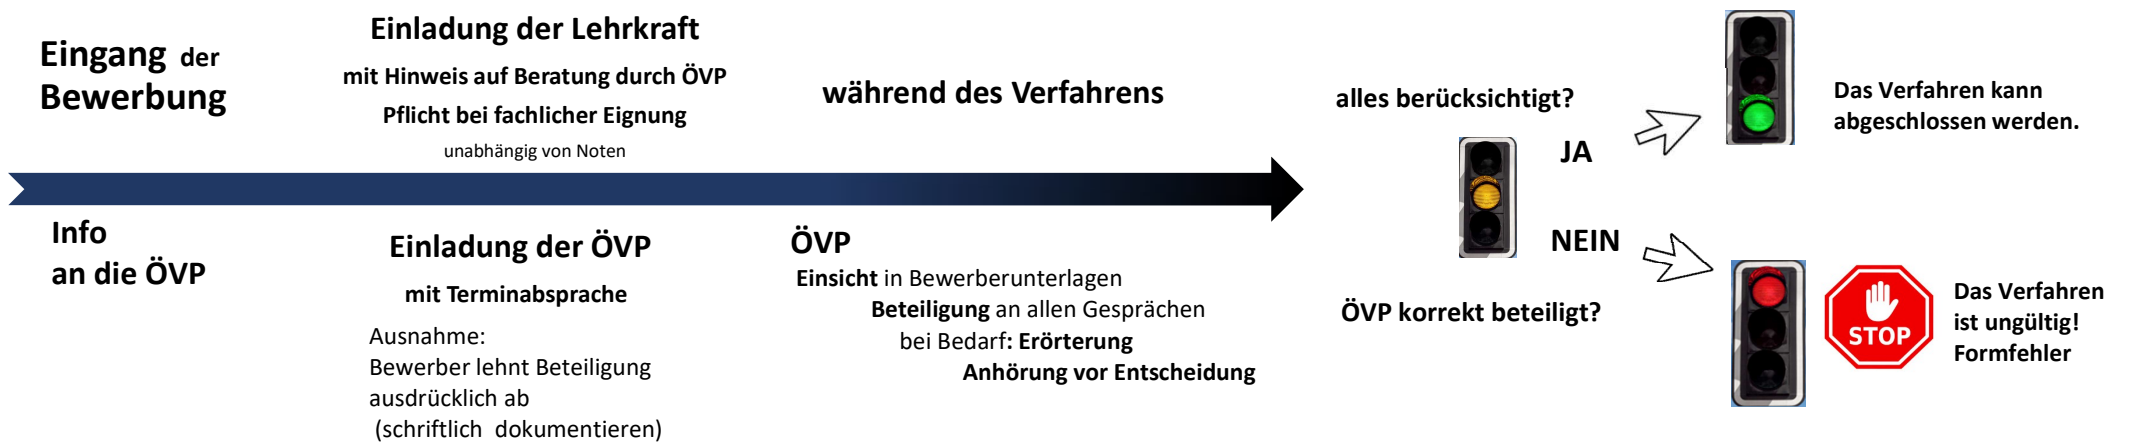 Eingang der
Bewerbung
Einladung der Lehrkraft
mit Hinweis auf Beratung durch ÖVP
Pflicht bei fachlicher Eignung
unabhängig von Noten
während des Verfahrens
alles berücksichtigt?
JA
Das Verfahren kann
abgeschlossen werden.
Info
an die ÖVP
Einladung der ÖVP
mit Terminabsprache
Ausnahme:
Bewerber lehnt Beteiligung
ausdrücklich ab
(schriftlich dokumentieren)
ÖVP
Einsicht in Bewerberunterlagen
Beteiligung an allen Gesprächen
bei Bedarf: Erörterung
Anhörung vor Entscheidung
NEIN
ÖVP korrekt beteiligt?
STOP
Das Verfahren
ist ungültig!
Formfehler